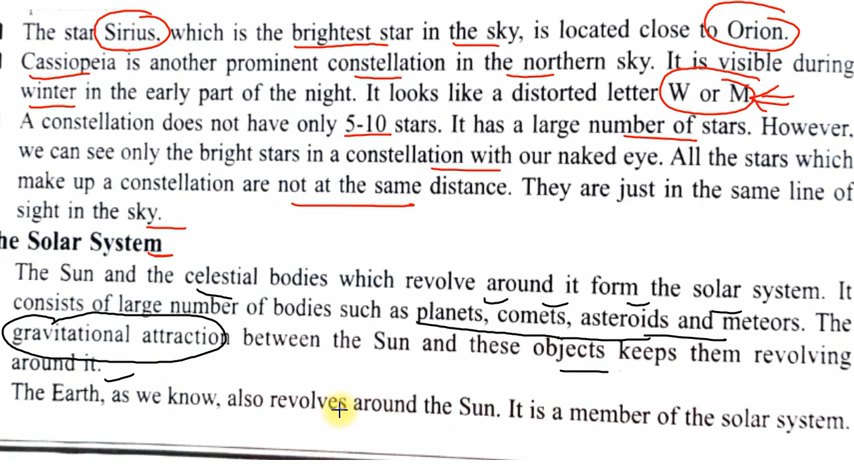 The star Sirius, which is the brightest star in the sky, is located close to Orion.
Cassiopeia is another prominent constellation in the northern sky. It is visible during
winter in the early part of the night. It looks like a distorted letter W or M.
A constellation does not have only 5-10 stars. It has a large number of stars. However,
we can see only the bright stars in a constellation with our naked eye. All the stars which
make up a constellation are not at the same distance. They are just in the same line of
sight in the sky.
he Solar System
The Sun and the celestial bodies which revolve around it form the solar system. It
consists of large number of bodies such as planets, comets, asteroids and meteors. The
gravitational attraction between the Sun and these objects keeps them revolving
around it.
The Earth, as we know, also revolves around the Sun. It is a member of the solar system.